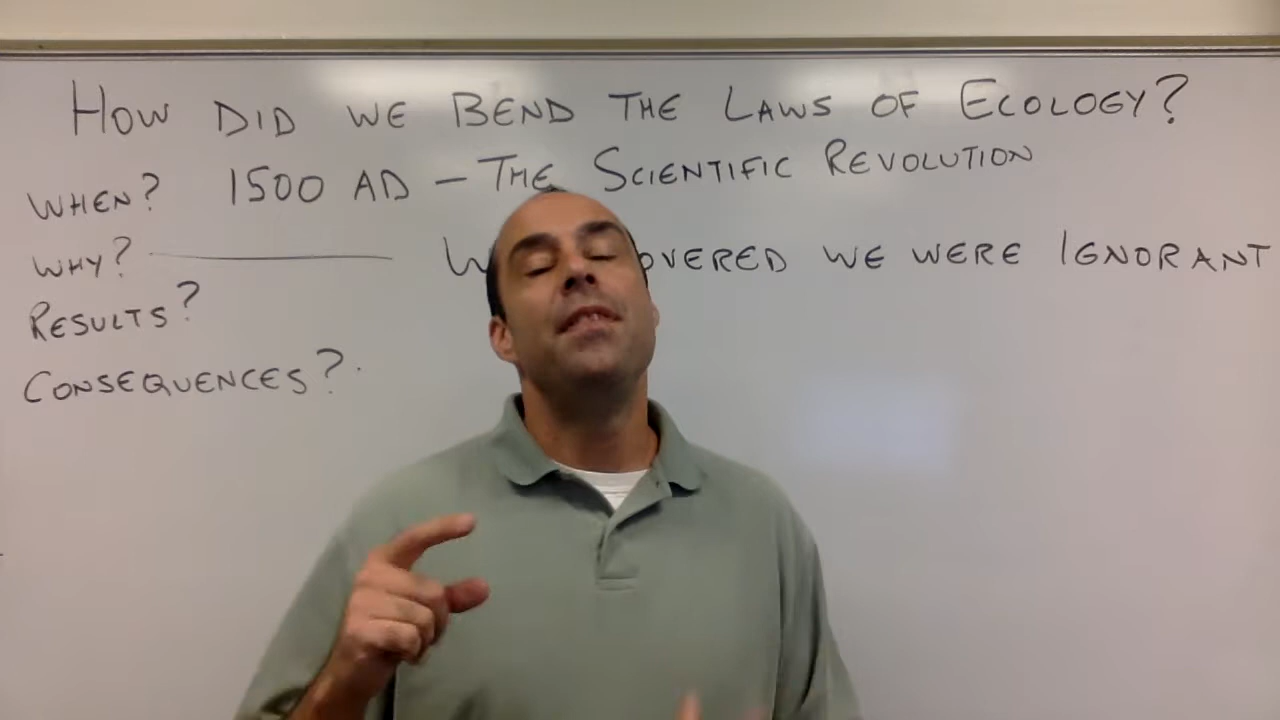 How DID WE BEND THE LAWS OF ECOLOGY?
WHEN? 1500 AD — THE SCIENTIFIC REVOLUTION
WHY? WE WERE IGNORANT
RESULTS?
CONSEQUENCES?